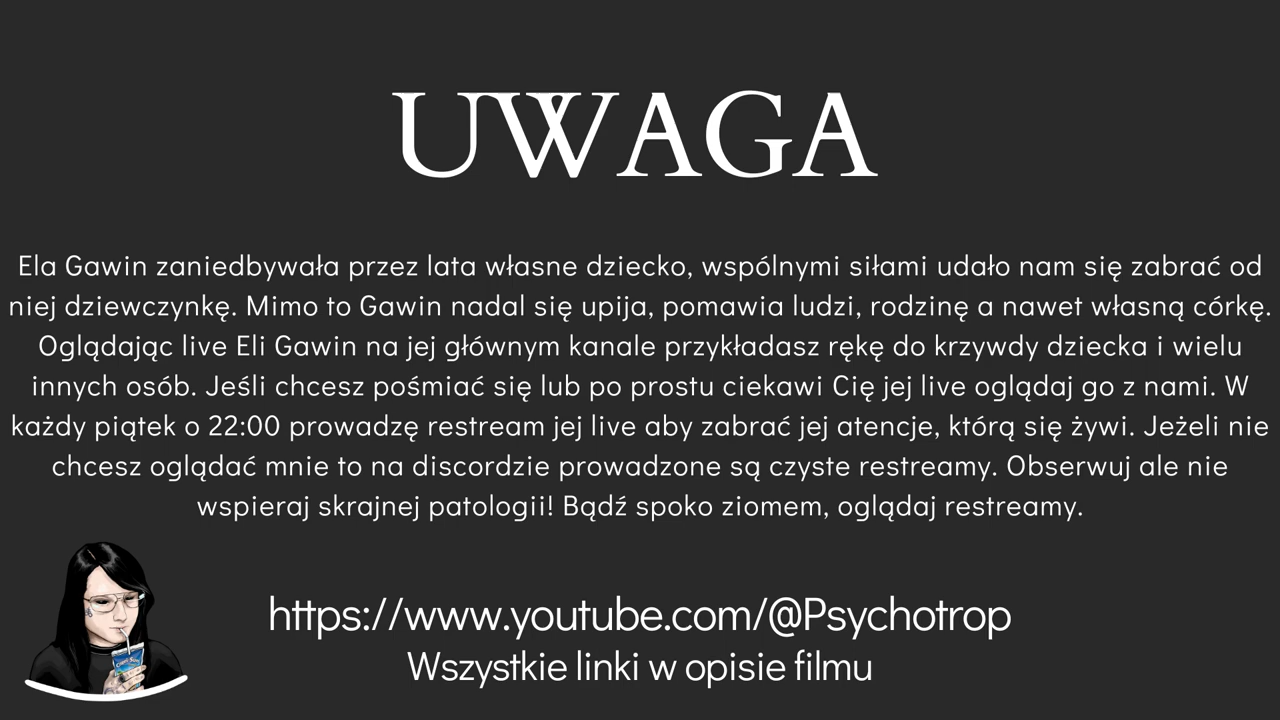 UWAGA
Ela Gawin zaniedbywała przez lata własne dziecko, wspólnymi siłami udało nam się zabrać od
niej dziewczynkę. Mimo to Gawin nadal się upija, pomawia ludzi, rodzinę a nawet własną córkę.
Oglądając live Eli Gawin na jej głównym kanale przykładasz rękę do krzywdy dziecka i wielu
innych osób. Jeśli chcesz pośmiać się lub po prostu ciekawi Cię jej live oglądaj go z nami. W
każdy piątek o 22:00 prowadzę restream jej live aby zabrać jej atencje, którą się żywi. Jeżeli nie
chcesz oglądać mnie to na discordzie prowadzone są czyste restreamy. Obserwuj ale nie
wspieraj skrajnej patologii! Bądź spoko ziomem, oglądaj restreamy.
https://www.youtube.com/@Psychotrop
Wszystkie linki w opisie filmu